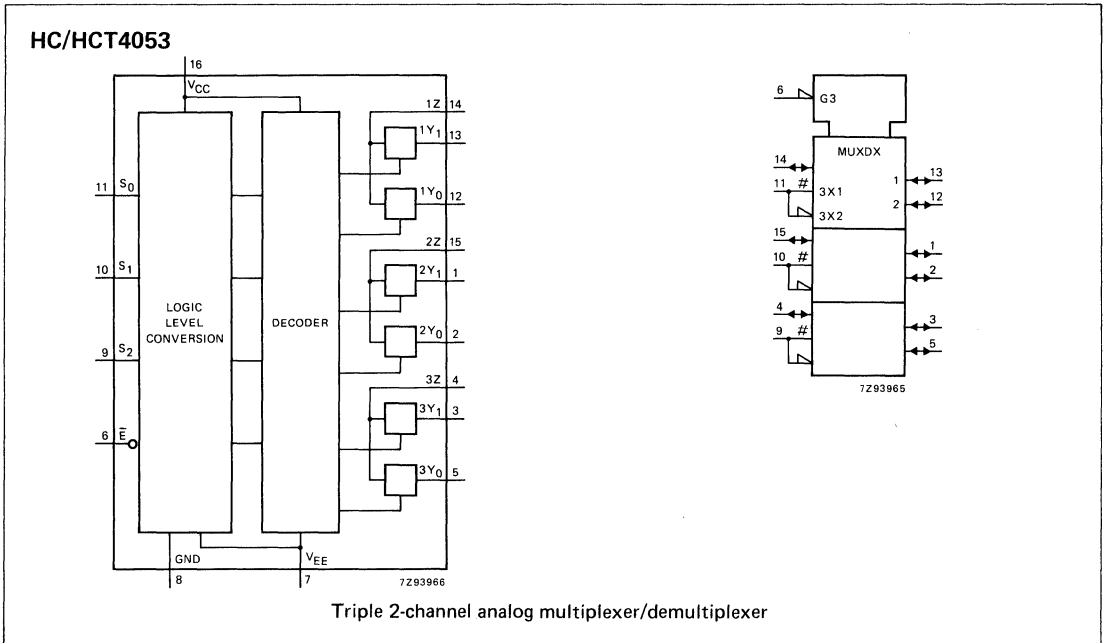 HC/HCT4053
16
VCC
1Z 14
1Y1 13
11 S0
1Y0 12
2Z 15
10 S1
2Y1 1
LOGIC
LEVEL
CONVERSION
DECODER
2Y0 2
9 S2
3Z 4
3Y1 3
6 E̅
3Y0 5
GND
VEE
8
7
7Z93966
6
G3
MUXDX
14
1
13
11 #
3X1
2
12
3X2
15
1
10 #
2
4
3
9 #
5
7Z93965
Triple 2-channel analog multiplexer/demultiplexer